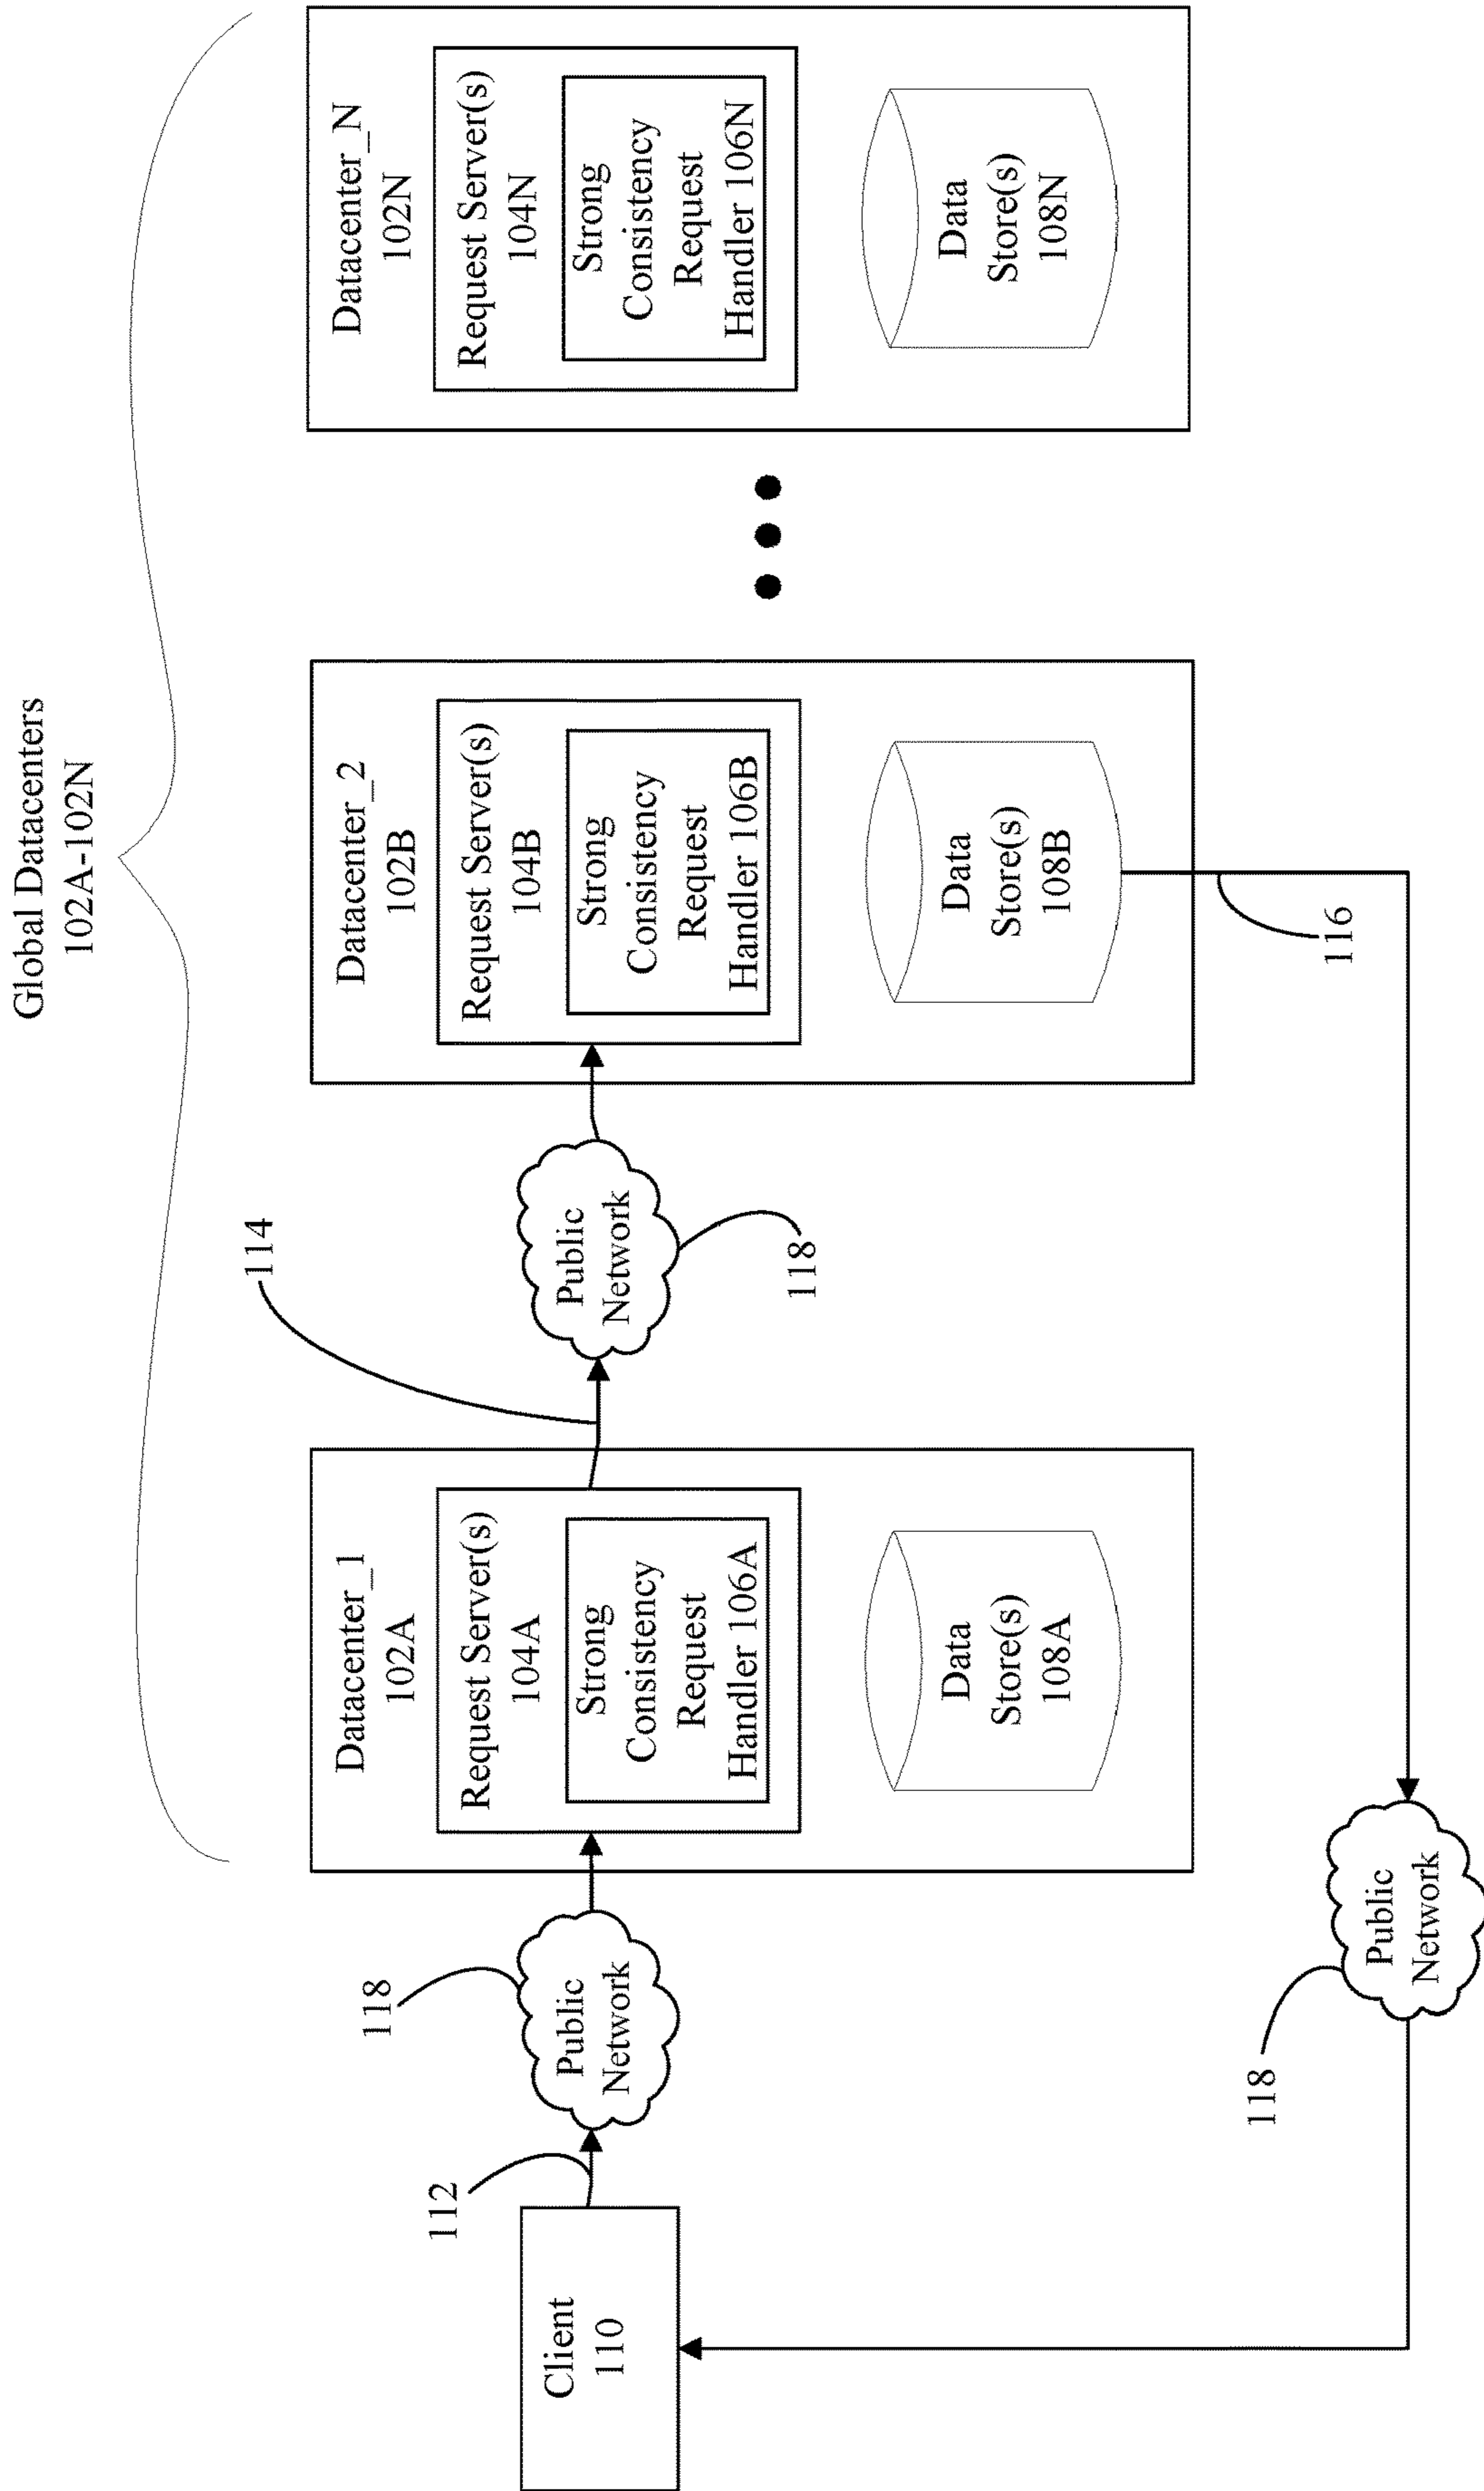 Global Datacenters
102A-102N
Datacenter_1
102A
Request Server(s)
104A
Strong
Consistency
Request
Handler 106A
Data
Store(s)
108A
Datacenter_2
102B
Request Server(s)
104B
Strong
Consistency
Request
Handler 106B
Data
Store(s)
108B
Datacenter_N
102N
Request Server(s)
104N
Strong
Consistency
Request
Handler 106N
Data
Store(s)
108N
Client
110
112
118
Public
Network
114
Public
Network
118
116
118
Public
Network